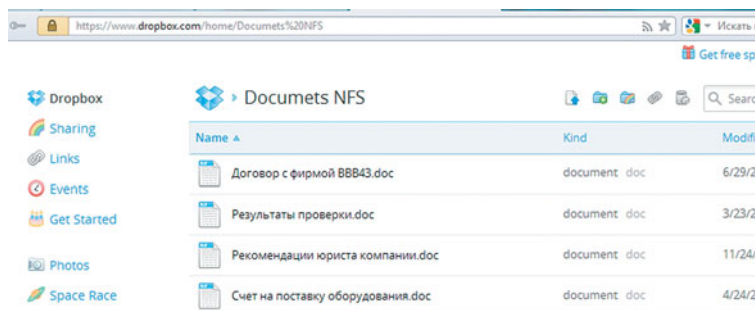 https://www.dropbox.com/home/Documets%20NFS
Искать
Get free sp
Dropbox
Documets NFS
Searc
Sharing
Name
Kind
Modifi
Links
Договор с фирмой BBB43.doc
document doc
6/29/2
Events
Результаты проверки.doc
document doc
3/23/2
Get Started
Рекомендации юриста компании.doc
document doc
11/24/
Photos
Space Race
Счет на поставку оборудования.doc
document doc
4/24/2